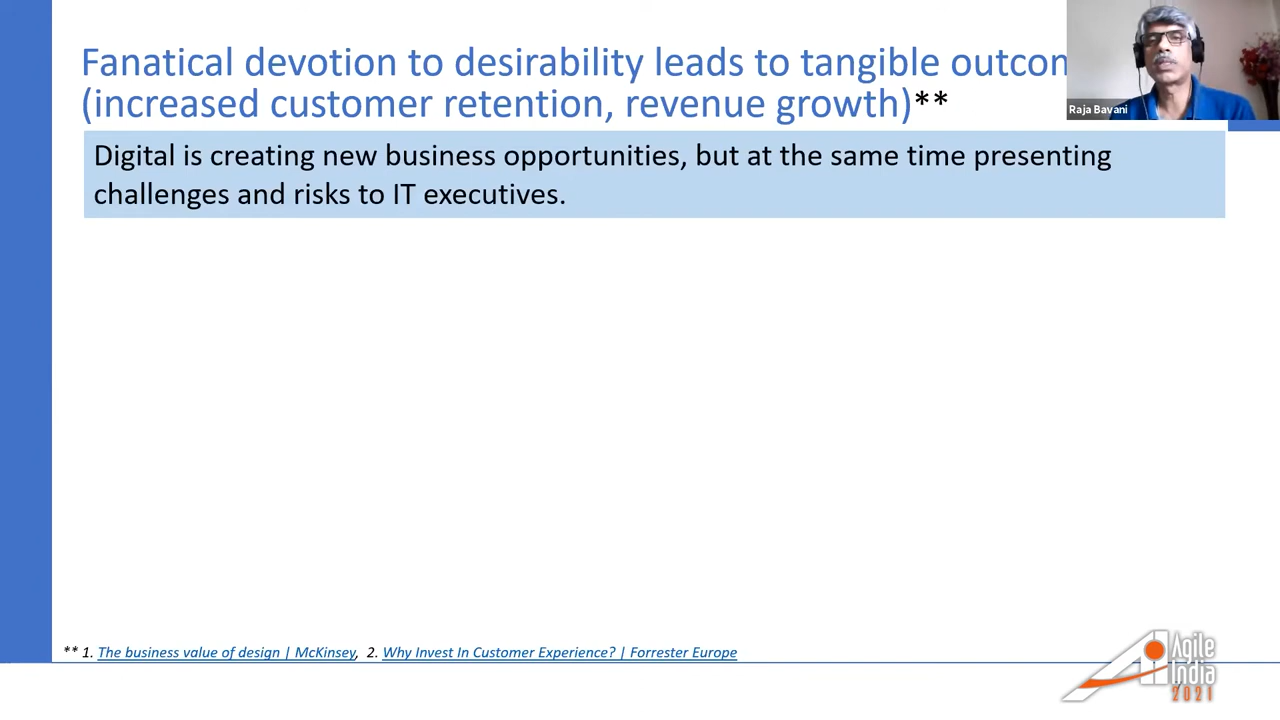 Fanatical devotion to desirability leads to tangible
(increased customer retention, revenue growth)**
Raja Bavani
Digital is creating new business opportunities, but at the same time presenting
challenges and risks to IT executives.
** 1. The business value of design | McKinsey, 2. Why Invest In Customer Experience? | Forrester Europe
Agile
India
2021